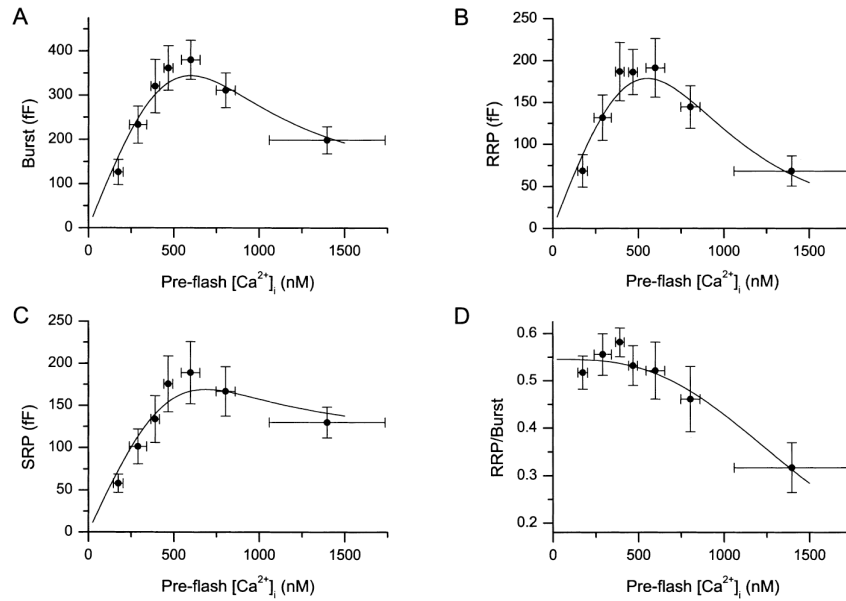 A
Burst (fF)
400
300
200
100
0
0 500 1000 1500
Pre-flash [Ca²⁺]ᵢ (nM)
B
RRP (fF)
250
200
150
100
50
0
0 500 1000 1500
Pre-flash [Ca²⁺]ᵢ (nM)
C
SRP (fF)
250
200
150
100
50
0
0 500 1000 1500
Pre-flash [Ca²⁺]ᵢ (nM)
D
RRP/Burst
0.6
0.5
0.4
0.3
0.2
0 500 1000 1500
Pre-flash [Ca²⁺]ᵢ (nM)